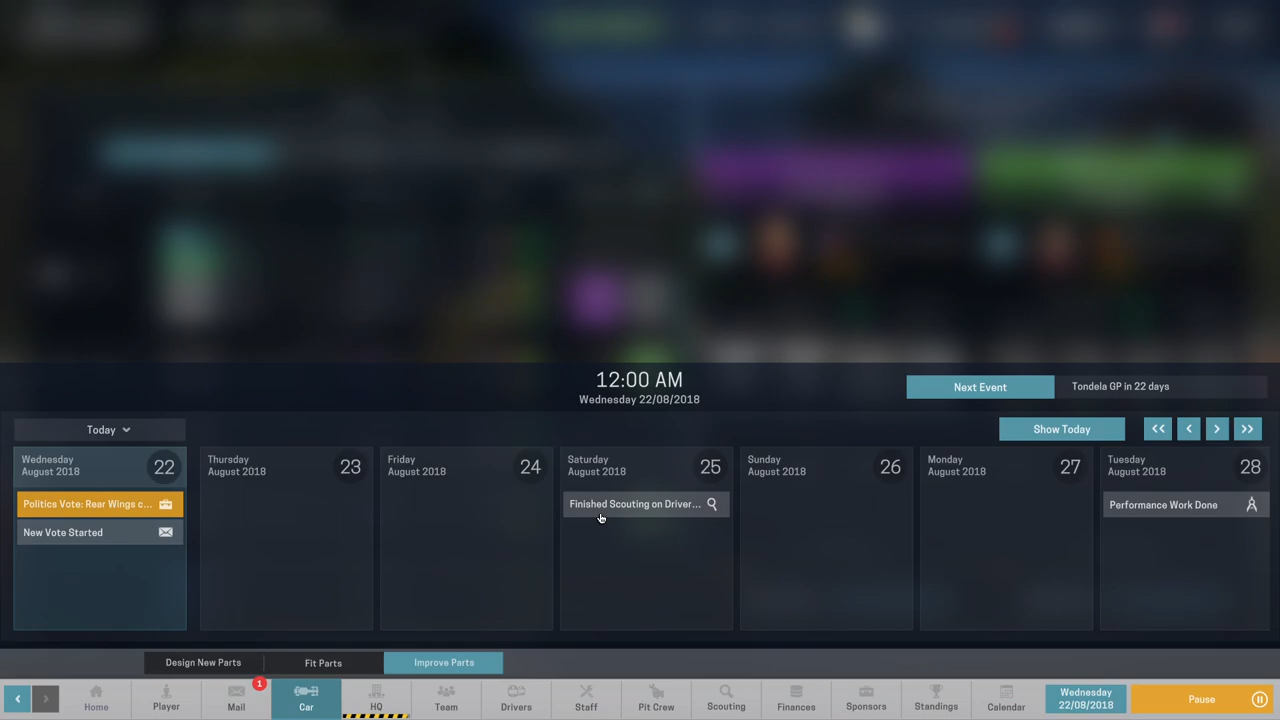 12:00 AM
Wednesday 22/08/2018
Next Event
Tondela GP in 22 days
Today
Show Today
Wednesday
August 2018
22
Politics Vote: Rear Wings c...
New Vote Started
Thursday
August 2018
23
Friday
August 2018
24
Saturday
August 2018
25
Finished Scouting on Driver...
Sunday
August 2018
26
Monday
August 2018
27
Tuesday
August 2018
28
Performance Work Done
Design New Parts
Fit Parts
Improve Parts
Home
Player
1
Mail
Car
HQ
Team
Drivers
Staff
Pit Crew
Scouting
Finances
Sponsors
Standings
Calendar
Wednesday
22/08/2018
Pause